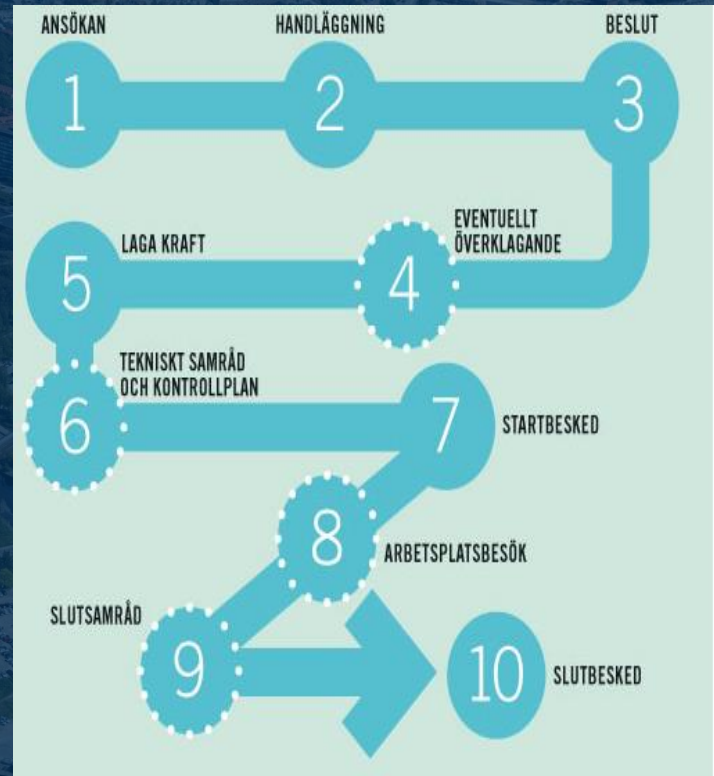 ANSÖKAN
HANDLÄGGNING
BESLUT
1
2
3
EVENTUELLT
ÖVERKLAGANDE
4
LAGA KRAFT
5
TEKNISKT SAMRÅD
OCH KONTROLLPLAN
6
7
STARTBESKED
8
ARBETSPLATSBESÖK
SLUTSAMRÅD
9
10
SLUTBESKED